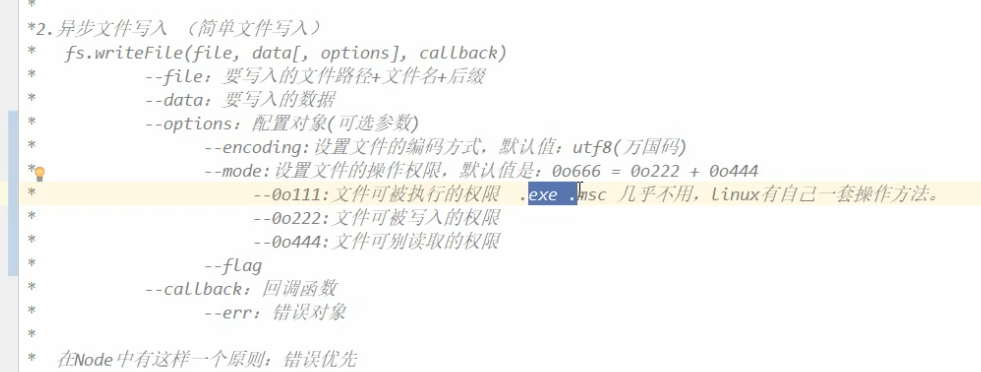 *
*2.异步文件写入 （简单文件写入）
* fs.writeFile(file, data[, options], callback)
* --file：要写入的文件路径+文件名+后缀
* --data：要写入的数据
* --options：配置对象(可选参数)
* --encoding:设置文件的编码方式，默认值：utf8(万国码)
* --mode:设置文件的操作权限，默认值是：0o666 = 0o222 + 0o444
* --0o111:文件可被执行的权限 .exe .msc 几乎不用，linux有自己一套操作方法。
* --0o222:文件可被写入的权限
* --0o444:文件可别读取的权限
* --flag
* --callback：回调函数
* --err：错误对象
*
* 在Node中有这样一个原则：错误优先